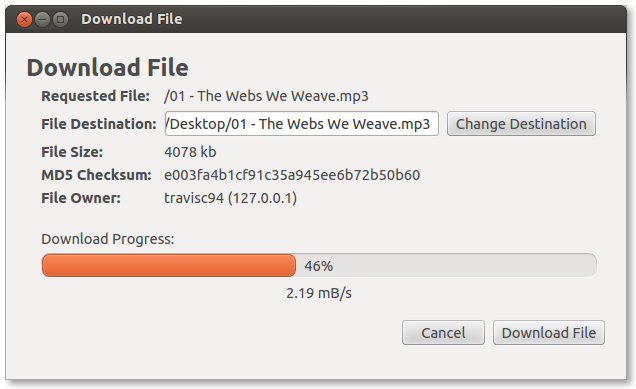 Download File
Download File
Requested File: /01 - The Webs We Weave.mp3
File Destination: /Desktop/01 - The Webs We Weave.mp3 Change Destination
File Size: 4078 kb
MD5 Checksum: e003fa4b1cf91c35a945ee6b72b50b60
File Owner: travisc94 (127.0.0.1)
Download Progress:
46%
2.19 mB/s
Cancel Download File